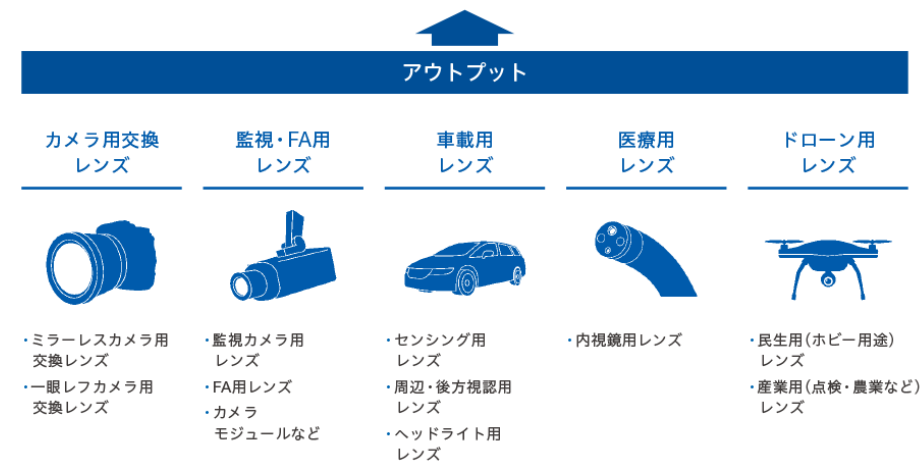 アウトプット
カメラ用交換
レンズ
監視・FA用
レンズ
車載用
レンズ
医療用
レンズ
ドローン用
レンズ
・ミラーレスカメラ用
交換レンズ
・一眼レフカメラ用
交換レンズ
・監視カメラ用
レンズ
・FA用レンズ
・カメラ
モジュールなど
・センシング用
レンズ
・周辺・後方視認用
レンズ
・ヘッドライト用
レンズ
・内視鏡用レンズ
・民生用(ホビー用途)
レンズ
・産業用(点検・農業など)
レンズ